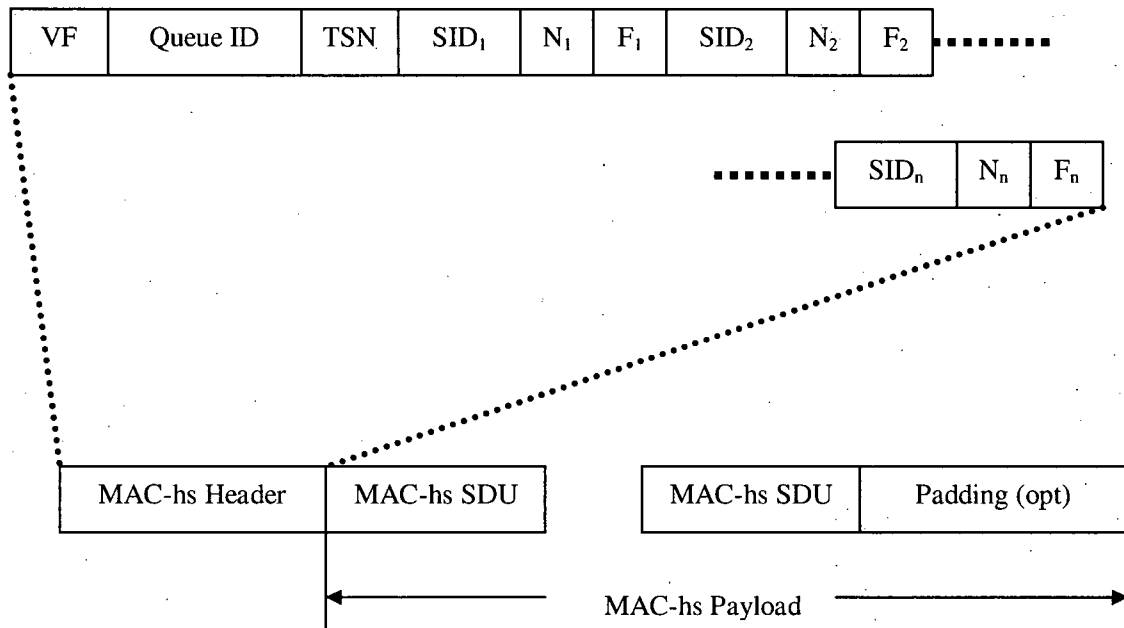 VF Queue ID TSN SID₁ N₁ F₁ SID₂ N₂ F₂
SIDₙ Nₙ Fₙ
MAC-hs Header MAC-hs SDU MAC-hs SDU Padding (opt)
MAC-hs Payload